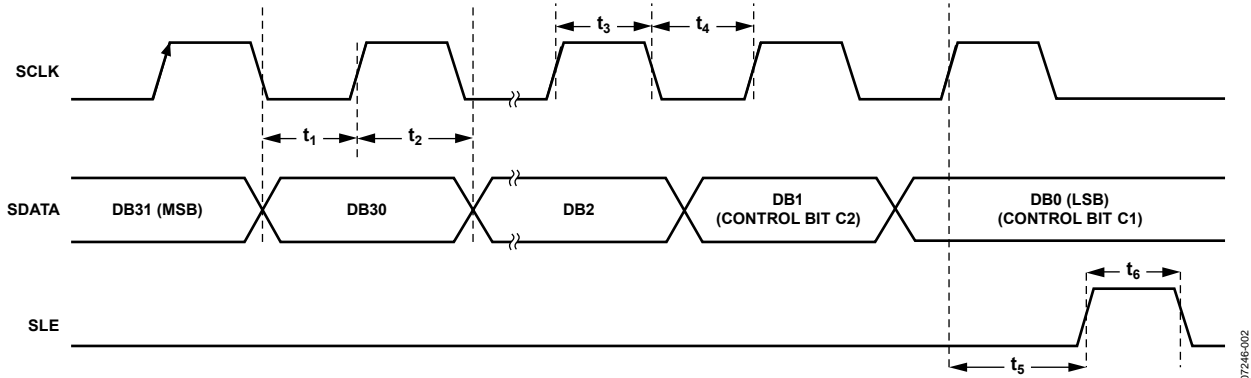 t3
t4
SCLK
t1
t2
SDATA
DB31 (MSB)
DB30
DB2
DB1
(CONTROL BIT C2)
DB0 (LSB)
(CONTROL BIT C1)
t6
SLE
t5
07246-002